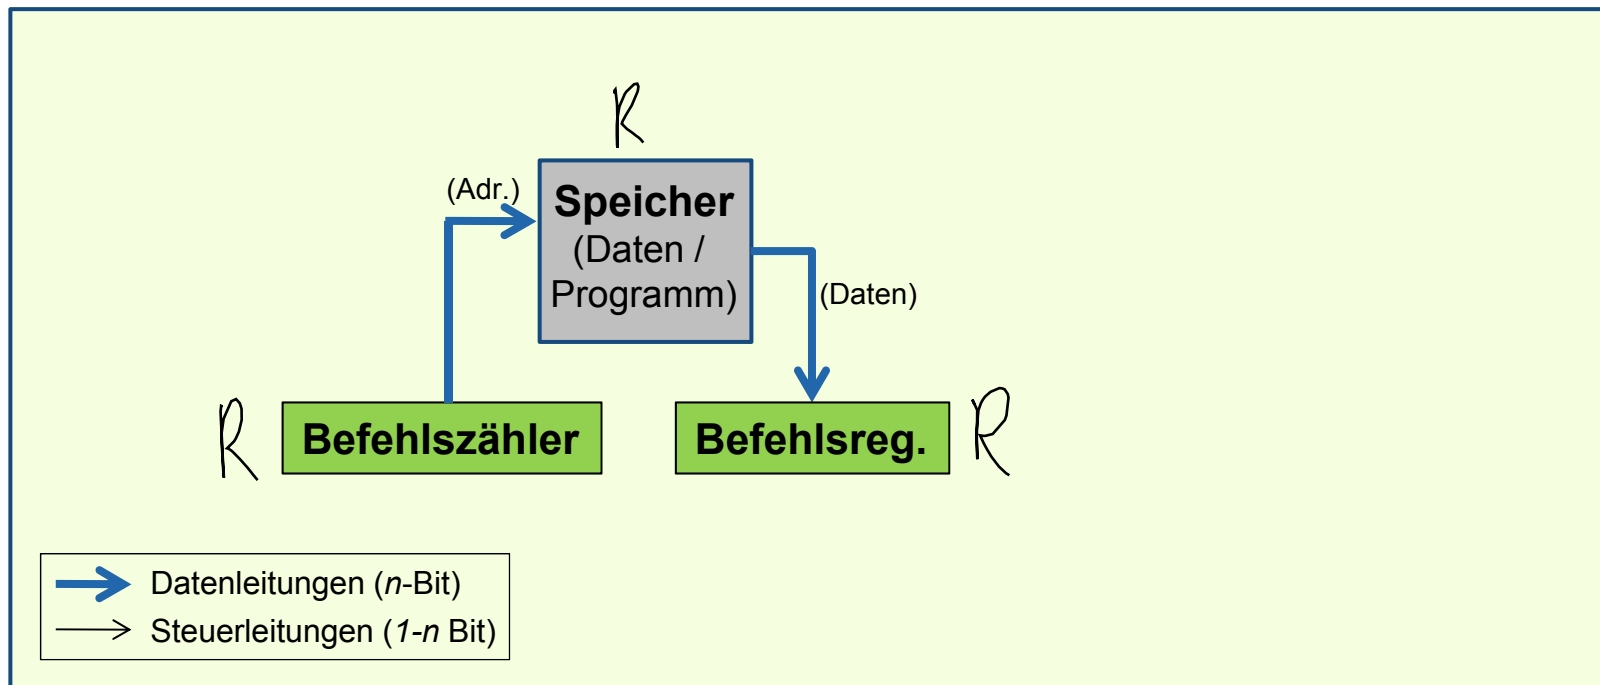 R
(Adr.)
Speicher
(Daten /
Programm)
(Daten)
R
Befehlszähler
Befehlsreg.
R
Datenleitungen (n-Bit)
Steuerleitungen (1-n Bit)